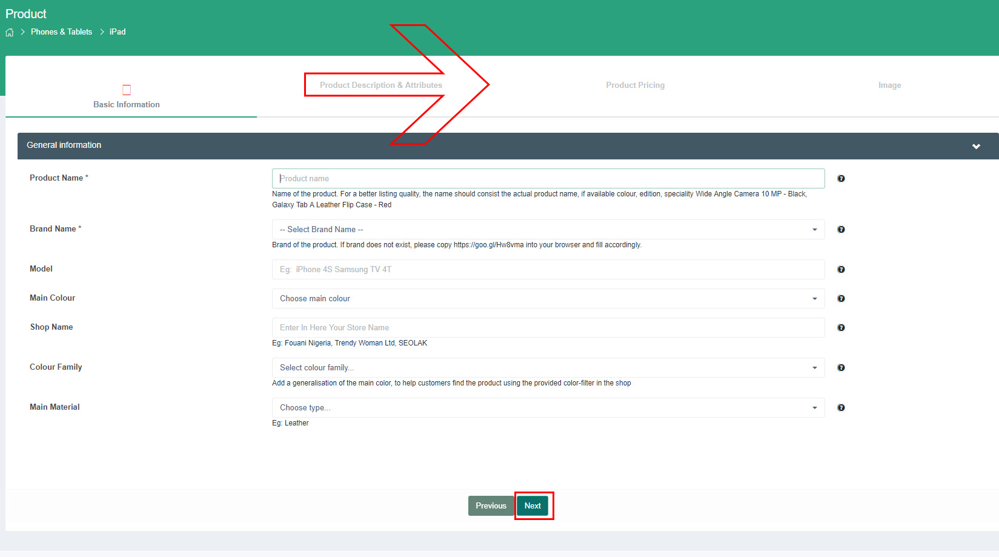 Product
Phones & Tablets
iPad
Basic Information
Product Description & Attributes
Product Pricing
Image
General information
Product Name *
Product name
Name of the product. For a better listing quality, the name should consist the actual product name, if available colour, edition, speciality Wide Angle Camera 10 MP - Black,
Galaxy Tab A Leather Flip Case - Red
Brand Name *
-- Select Brand Name --
Brand of the product. If brand does not exist, please copy https://goo.gl/Hw8vma into your browser and fill accordingly.
Model
Eg: iPhone 4S Samsung TV 4T
Main Colour
Choose main colour
Shop Name
Enter In Here Your Store Name
Eg: Fouani Nigeria, Trendy Woman Ltd, SEOLAK
Colour Family
Select colour family...
Add a generalisation of the main color, to help customers find the product using the provided color-filter in the shop
Main Material
Choose type...
Eg: Leather
Previous
Next